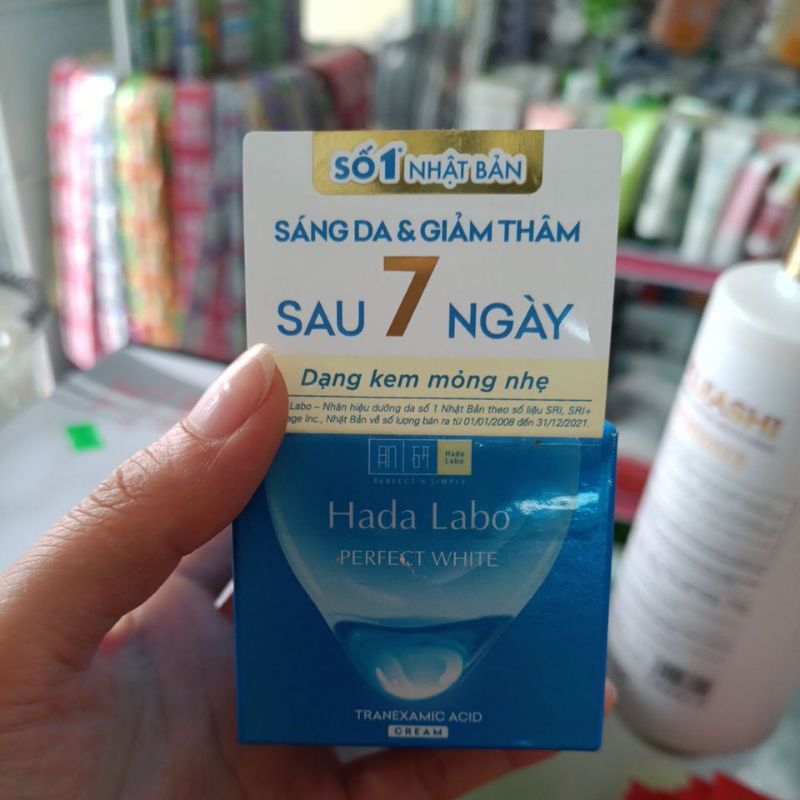 SỐ 1* NHẬT BẢN
SÁNG DA & GIẢM THÂM
SAU 7 NGÀY
Dạng kem mỏng nhẹ
Labo – Nhãn hiệu dưỡng da số 1 Nhật Bản theo số liệu SRI, SRI+
age Inc., Nhật Bản về số lượng bán ra từ 01/01/2008 đến 31/12/2021.
肌研
Hada
Labo
PERFECT × SIMPLE
Hada Labo
PERFECT WHITE
TRANEXAMIC ACID
CREAM